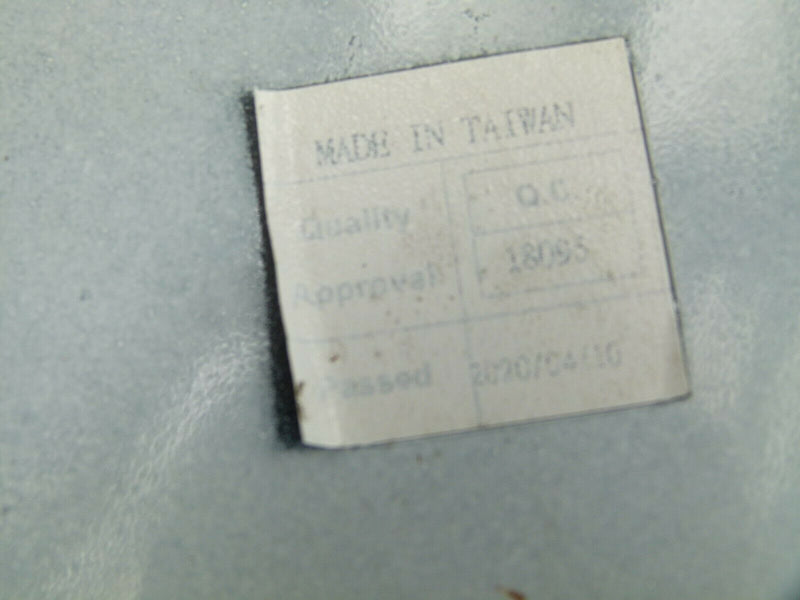 MADE IN TAIWAN
Quality Q.C.
Approval 18095
Passed 2020/04/10